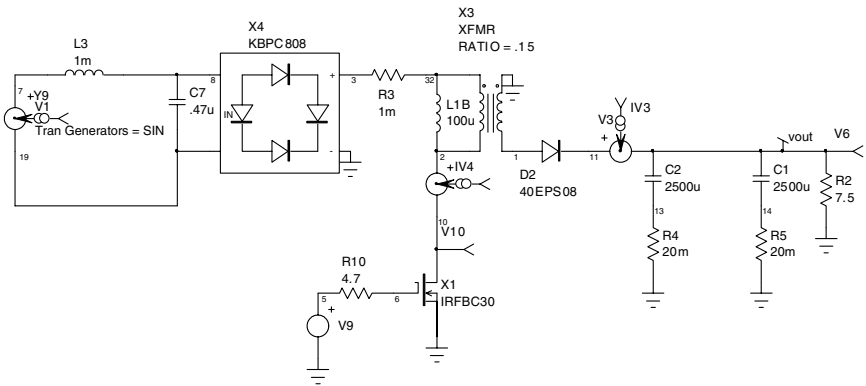 X4
KBPC808
X3
XFMR
RATIO = .15
L3
1m
7
+Y9
V1
Tran Generators = SIN
19
C7
.47u
8
IN
+
-
3
R3
1m
32
L1B
100u
2
1
+IV4
10
V10
D2
40EPS08
11
IV3
V3
+
vout
V6
C2
2500u
C1
2500u
R2
7.5
13
14
R4
20m
R5
20m
R10
4.7
5
6
X1
IRFBC30
+
V9